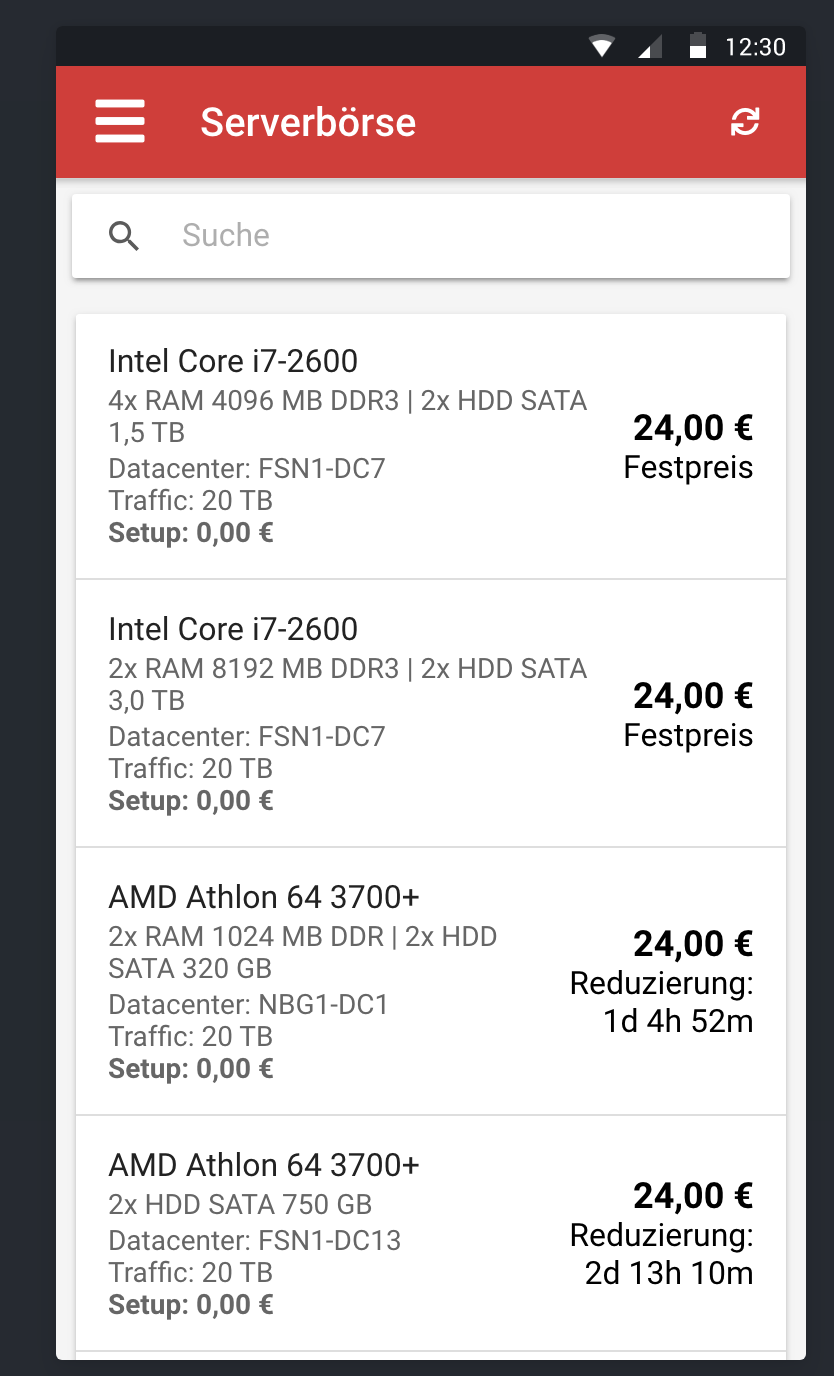 12:30
Serverbörse
Suche
Intel Core i7-2600
4x RAM 4096 MB DDR3 | 2x HDD SATA
1,5 TB
Datacenter: FSN1-DC7
Traffic: 20 TB
Setup: 0,00 €
24,00 €
Festpreis
Intel Core i7-2600
2x RAM 8192 MB DDR3 | 2x HDD SATA
3,0 TB
Datacenter: FSN1-DC7
Traffic: 20 TB
Setup: 0,00 €
24,00 €
Festpreis
AMD Athlon 64 3700+
2x RAM 1024 MB DDR | 2x HDD
SATA 320 GB
Datacenter: NBG1-DC1
Traffic: 20 TB
Setup: 0,00 €
24,00 €
Reduzierung:
1d 4h 52m
AMD Athlon 64 3700+
2x HDD SATA 750 GB
Datacenter: FSN1-DC13
Traffic: 20 TB
Setup: 0,00 €
24,00 €
Reduzierung:
2d 13h 10m